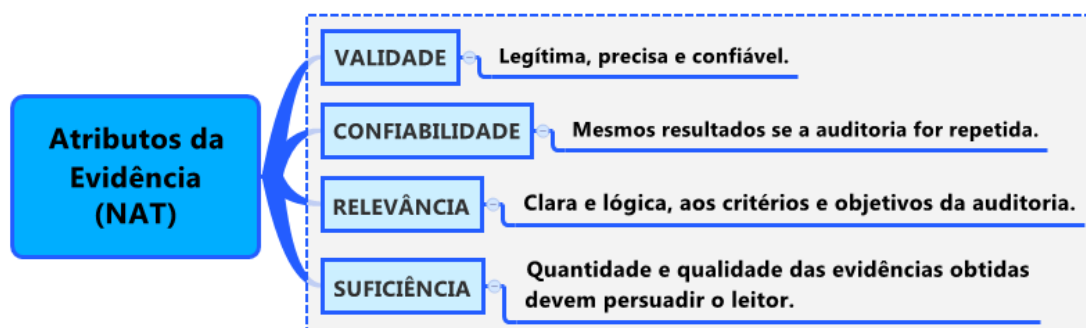 Atributos da
Evidência
(NAT)
VALIDADE
Legítima, precisa e confiável.
CONFIABILIDADE
Mesmos resultados se a auditoria for repetida.
RELEVÂNCIA
Clara e lógica, aos critérios e objetivos da auditoria.
SUFICIÊNCIA
Quantidade e qualidade das evidências obtidas
devem persuadir o leitor.